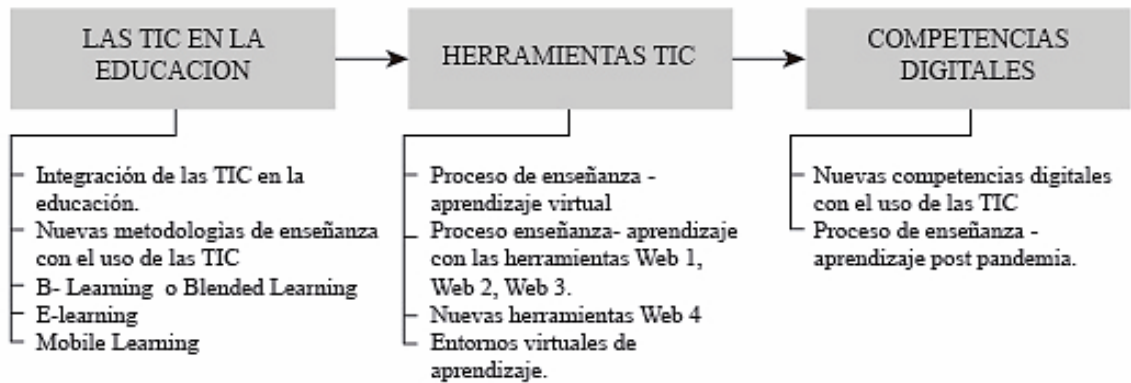 LAS TIC EN LA
EDUCACION
Integración de las TIC en la
educación.
Nuevas metodologìas de enseñanza
con el uso de las TIC
B- Learning o Blended Learning
E-learning
Mobile Learning
HERRAMIENTAS TIC
Proceso de enseñanza -
aprendizaje virtual
Proceso enseñanza- aprendizaje
con las herramientas Web 1,
Web 2, Web 3.
Nuevas herramientas Web 4
Entornos virtuales de
aprendizaje.
COMPETENCIAS
DIGITALES
Nuevas competencias digitales
con el uso de las TIC
Proceso de enseñanza -
aprendizaje post pandemia.